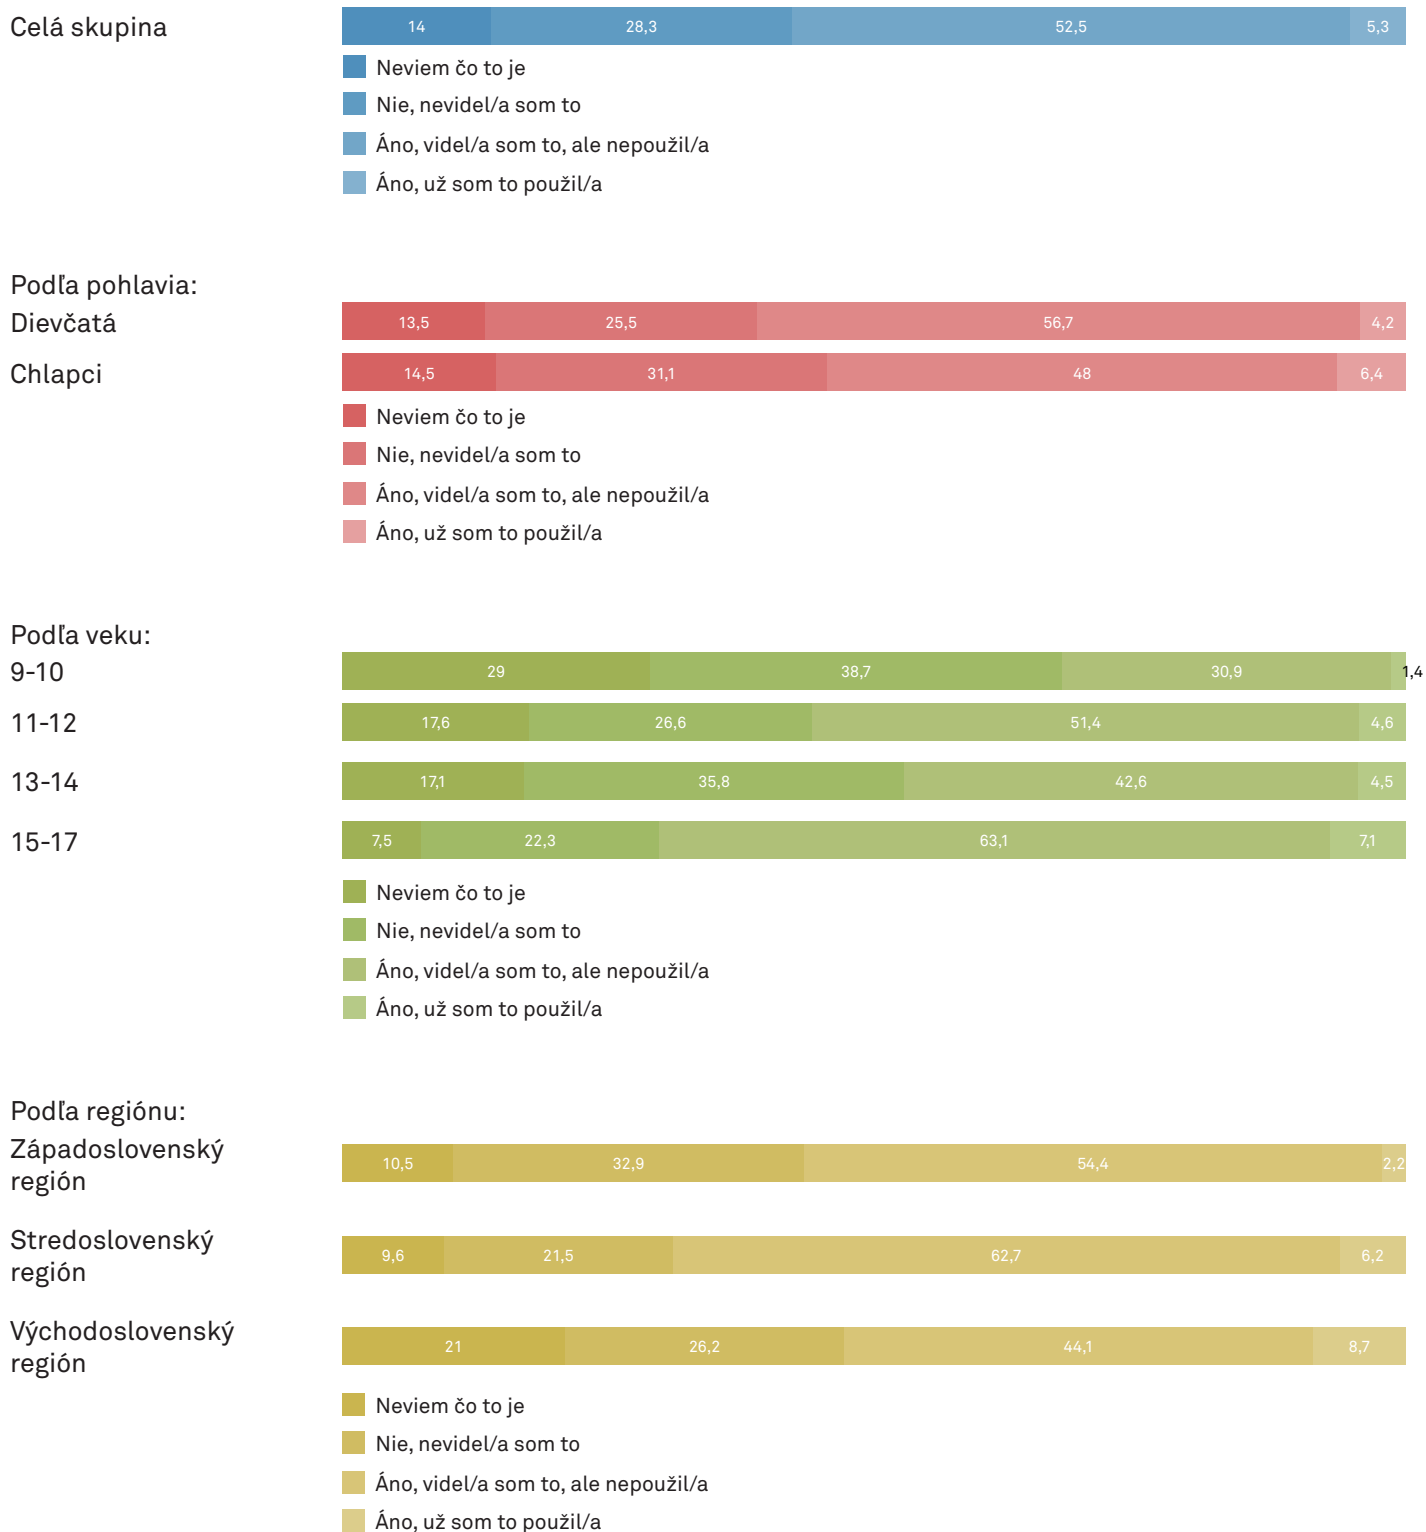 Celá skupina
14 28,3 52,5 5,3
Neviem čo to je
Nie, nevidel/a som to
Áno, videl/a som to, ale nepoužil/a
Áno, už som to použil/a
Podľa pohlavia:
Dievčatá
13,5 25,5 56,7 4,2
Chlapci
14,5 31,1 48 6,4
Neviem čo to je
Nie, nevidel/a som to
Áno, videl/a som to, ale nepoužil/a
Áno, už som to použil/a
Podľa veku:
9-10
29 38,7 30,9 1,4
11-12
17,6 26,6 51,4 4,6
13-14
17,1 35,8 42,6 4,5
15-17
7,5 22,3 63,1 7,1
Neviem čo to je
Nie, nevidel/a som to
Áno, videl/a som to, ale nepoužil/a
Áno, už som to použil/a
Podľa regiónu:
Západoslovenský
región
10,5 32,9 54,4 2,2
Stredoslovenský
región
9,6 21,5 62,7 6,2
Východoslovenský
región
21 26,2 44,1 8,7
Neviem čo to je
Nie, nevidel/a som to
Áno, videl/a som to, ale nepoužil/a
Áno, už som to použil/a